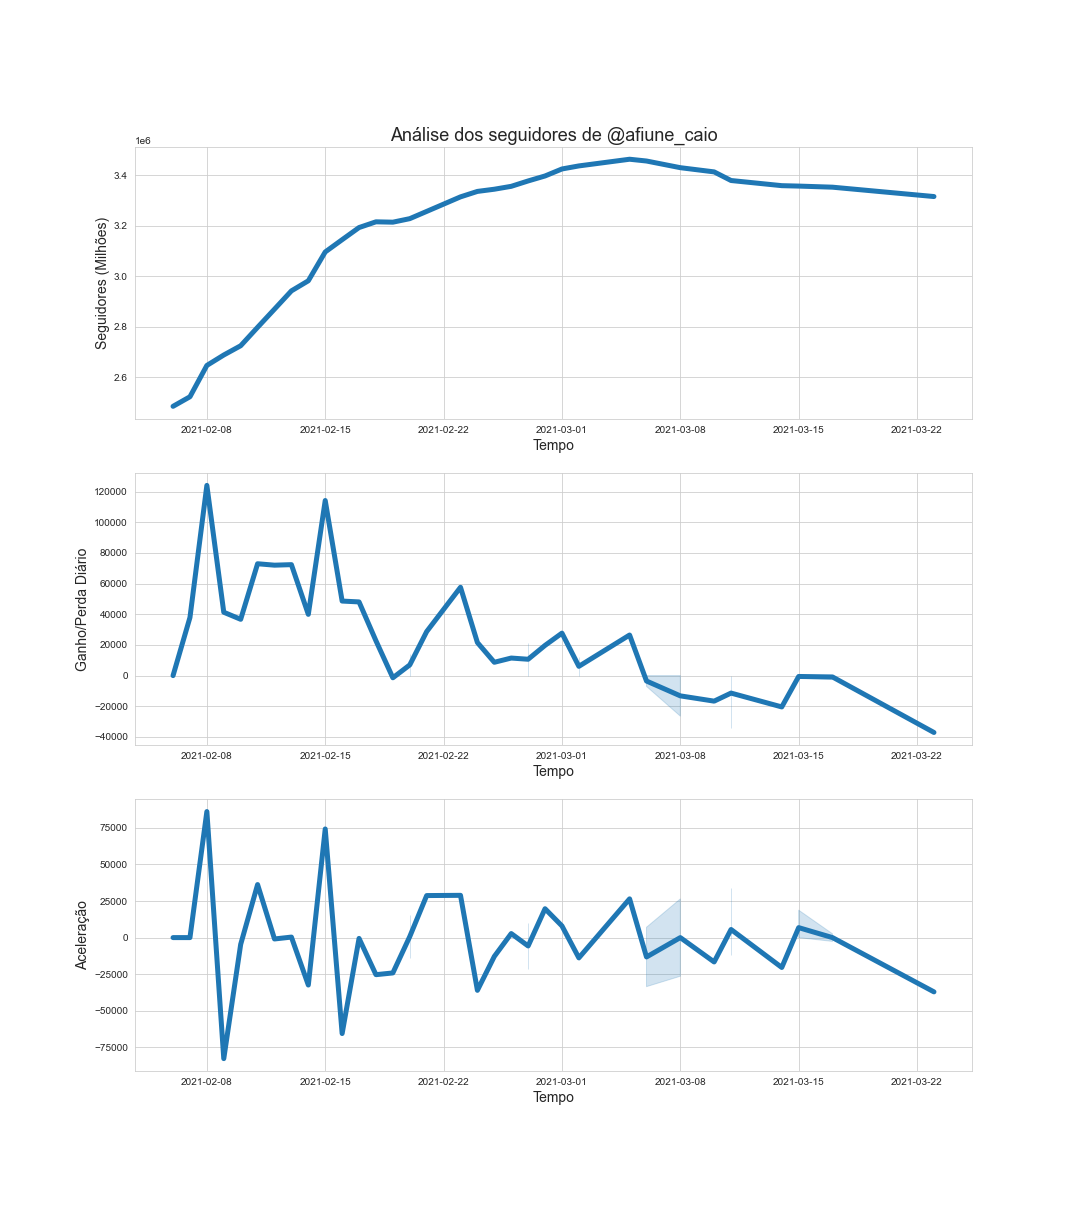 Análise dos seguidores de @afiune_caio
1e6
Seguidores (Milhões)
3.4
3.2
3.0
2.8
2.6
2021-02-08 2021-02-15 2021-02-22 2021-03-01 2021-03-08 2021-03-15 2021-03-22
Tempo
Ganho/Perda Diário
120000
100000
80000
60000
40000
20000
0
−20000
−40000
2021-02-08 2021-02-15 2021-02-22 2021-03-01 2021-03-08 2021-03-15 2021-03-22
Tempo
Aceleração
75000
50000
25000
0
−25000
−50000
−75000
2021-02-08 2021-02-15 2021-02-22 2021-03-01 2021-03-08 2021-03-15 2021-03-22
Tempo